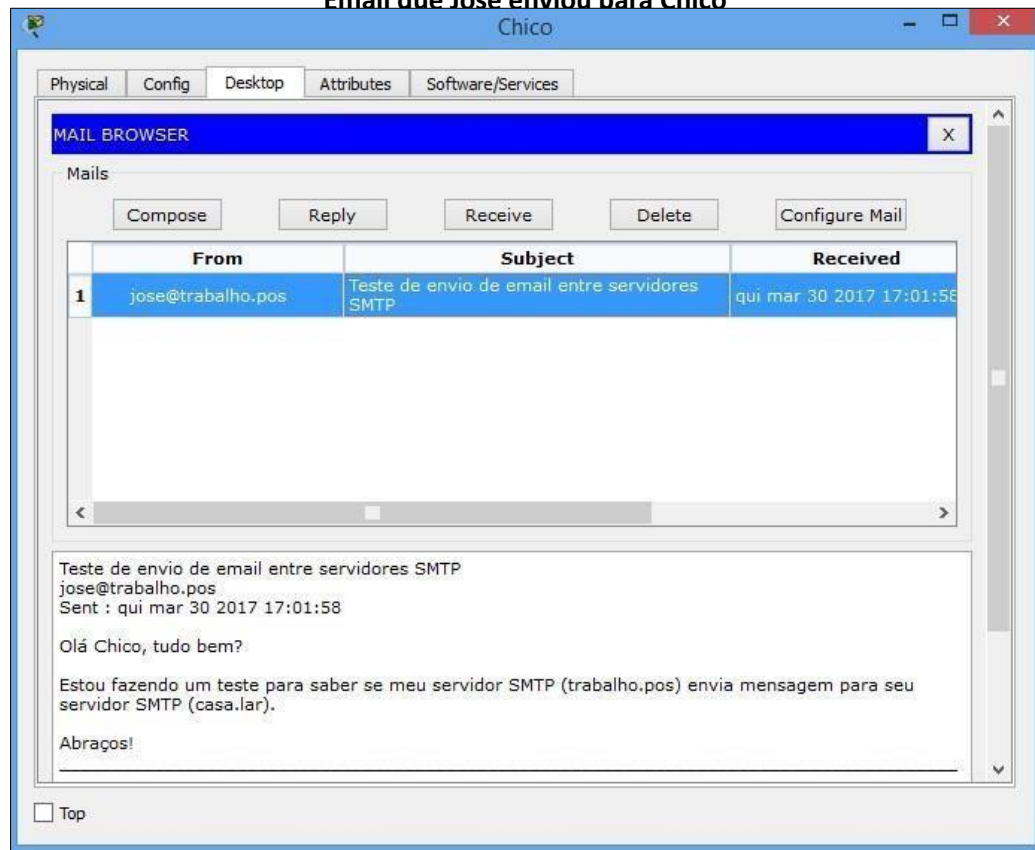 Email que José enviou para Chico
Chico
Physical Config Desktop Attributes Software/Services
MAIL BROWSER X
Mails
Compose Reply Receive Delete Configure Mail
From Subject Received
1 jose@trabalho.pos Teste de envio de email entre servidores qui mar 30 2017 17:01:58
SMTP
Teste de envio de email entre servidores SMTP
jose@trabalho.pos
Sent : qui mar 30 2017 17:01:58
Olá Chico, tudo bem?
Estou fazendo um teste para saber se meu servidor SMTP (trabalho.pos) envia mensagem para seu
servidor SMTP (casa.lar).
Abraços!
Top